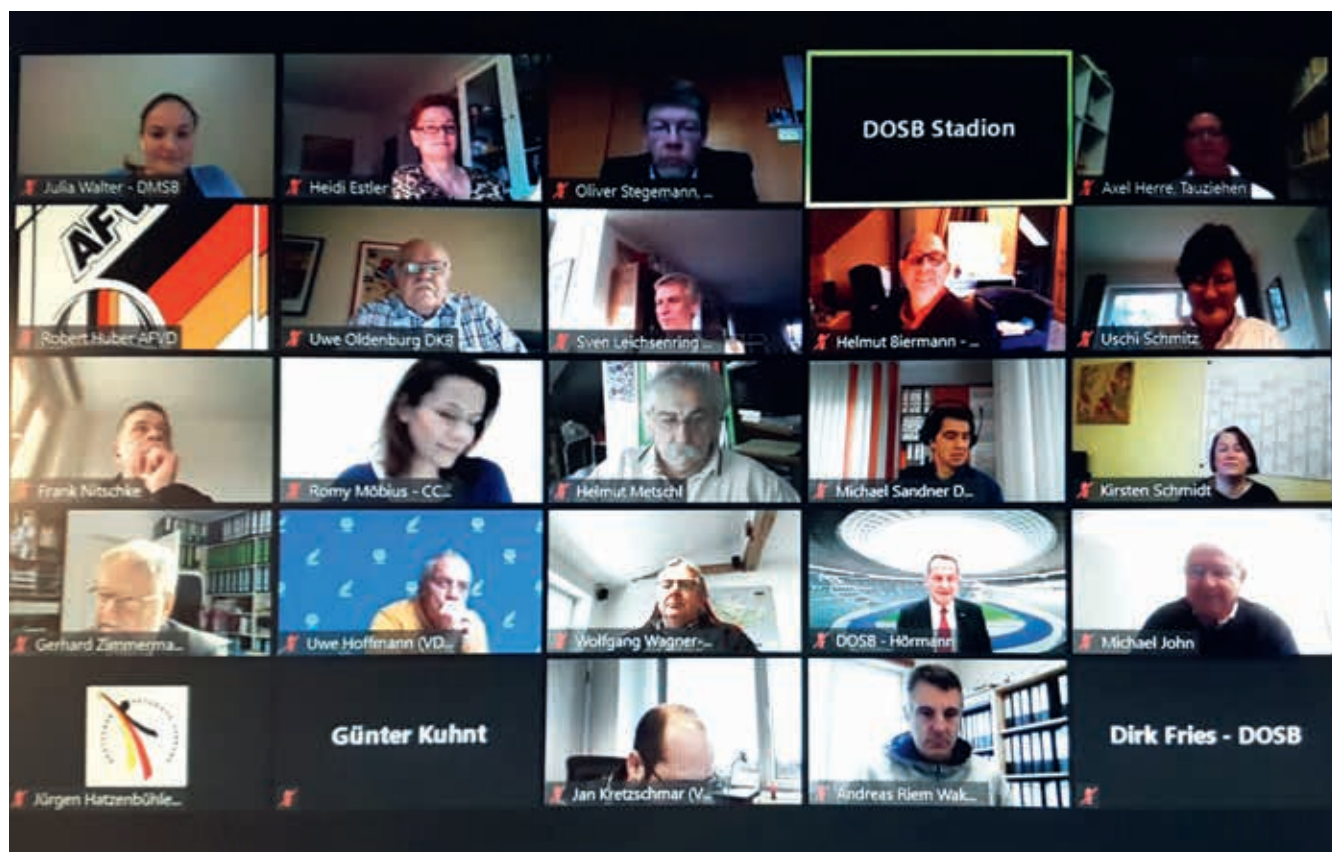 Julia Walter - DMSB
Heidi Estler
Oliver Stegemann, ...
DOSB Stadion
Axel Herre, Tauziehen
AFV
Robert Huber AFVD
Uwe Oldenburg DKB
Sven Leichsenring ...
Helmut Biermann - ...
Uschi Schmitz
Frank Nitschke
Romy Möbius - CC...
Helmut Metschl
Michael Sandner D...
Kirsten Schmidt
Gerhard Zimmerma...
Uwe Hoffmann (VD...
Wolfgang Wagner-...
DOSB - Hörmann
Michael John
Jürgen Hatzenbühle...
Günter Kuhnt
Jan Kretzschmar (V...
Andreas Riem Wak...
Dirk Fries - DOSB